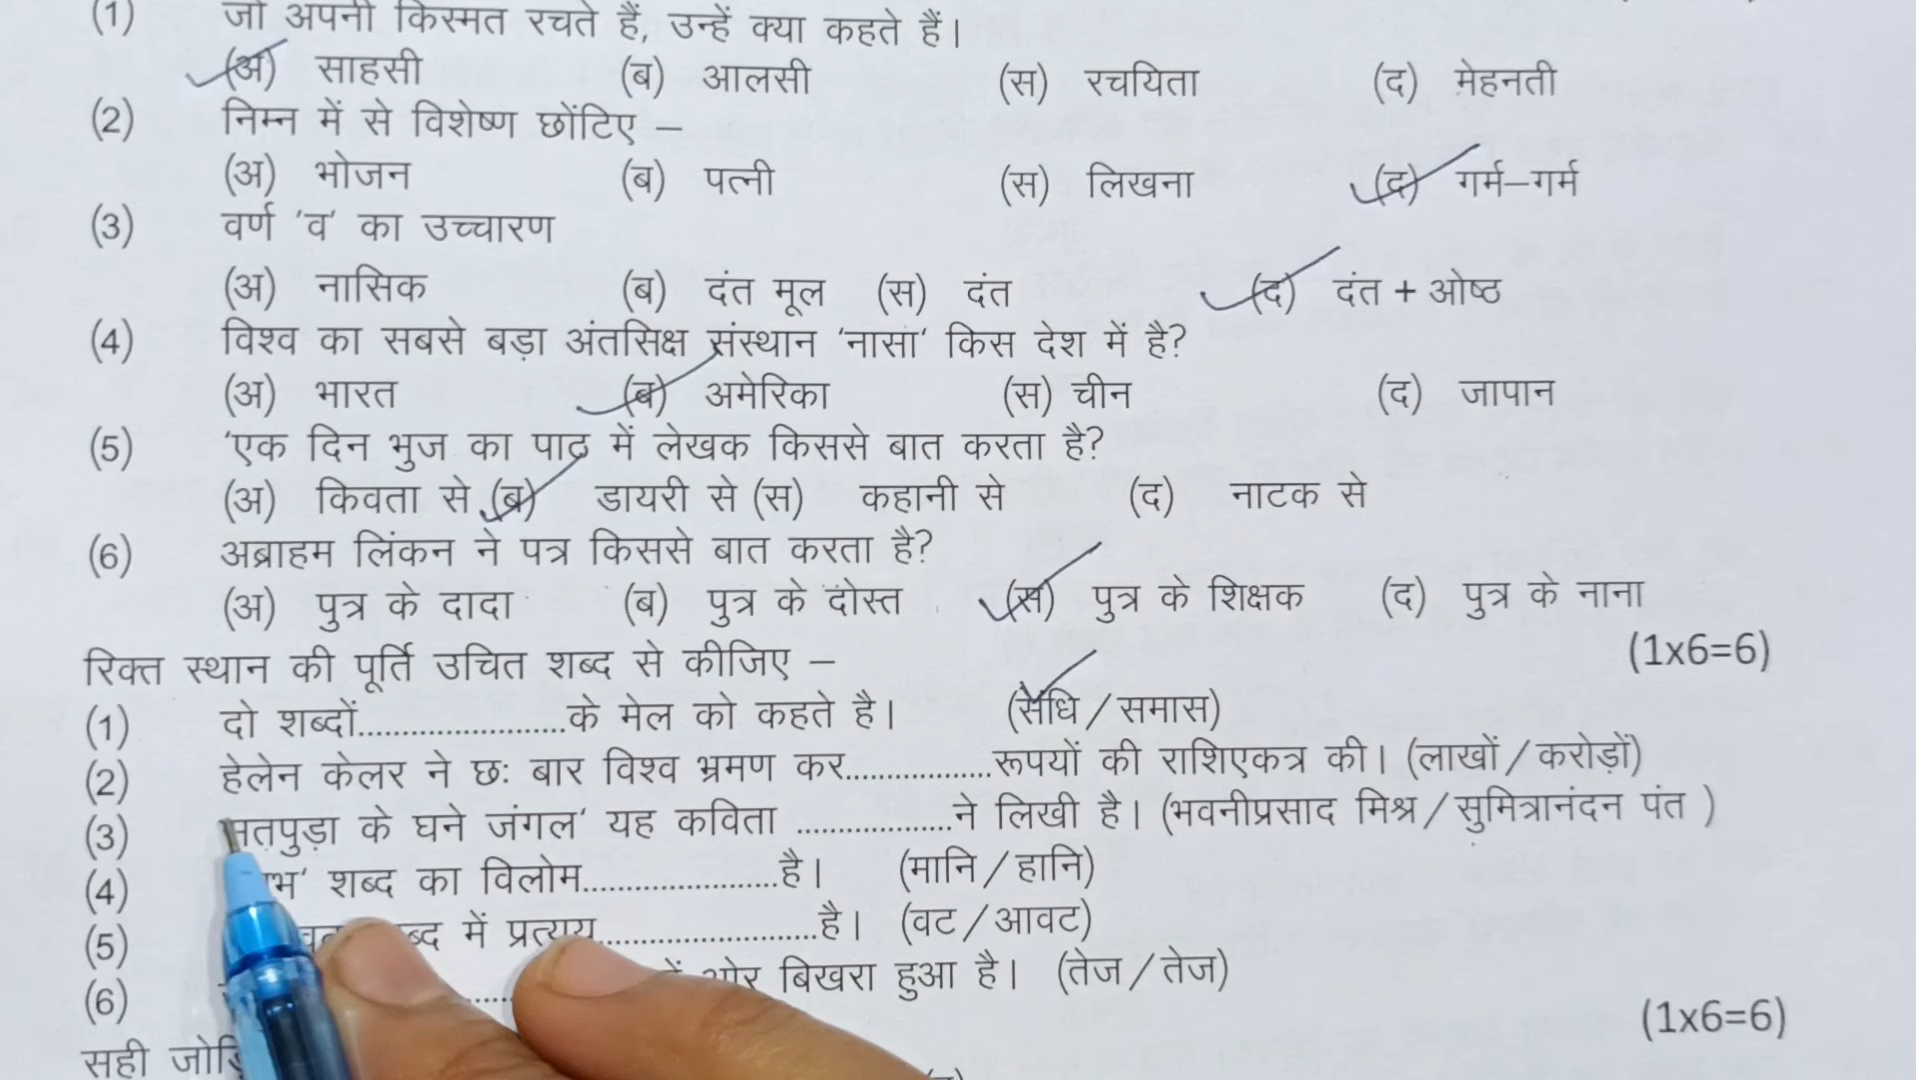 (1) जो अपनी किस्मत रचते हैं, उन्हें क्या कहते हैं।
(अ) साहसी (ब) आलसी (स) रचयिता (द) मेहनती
(2) निम्न में से विशेष्ण छोंटिए –
(अ) भोजन (ब) पत्नी (स) लिखना (द) गर्म–गर्म
(3) वर्ण 'व' का उच्चारण
(अ) नासिक (ब) दंत मूल (स) दंत (द) दंत + ओष्ठ
(4) विश्व का सबसे बड़ा अंतसिक्ष संस्थान 'नासा' किस देश में है?
(अ) भारत (ब) अमेरिका (स) चीन (द) जापान
(5) 'एक दिन भुज का पाठ में लेखक किससे बात करता है?
(अ) किवता से (ब) डायरी से (स) कहानी से (द) नाटक से
(6) अब्राहम लिंकन ने पत्र किससे बात करता है?
(अ) पुत्र के दादा (ब) पुत्र के दोस्त (स) पुत्र के शिक्षक (द) पुत्र के नाना
रिक्त स्थान की पूर्ति उचित शब्द से कीजिए – (1x6=6)
(1) दो शब्दों......................के मेल को कहते है। (संधि / समास)
(2) हेलेन केलर ने छः बार विश्व भ्रमण कर...............रूपयों की राशिएकत्र की। (लाखों / करोड़ों)
(3) सतपुड़ा के घने जंगल' यह कविता ................ने लिखी है। (भवनीप्रसाद मिश्र / सुमित्रानंदन पंत )
(4) शब्द का विलोम....................है। (मानि / हानि)
(5) में प्रत्यय.......................है। (वट / आवट)
(6) ओर बिखरा हुआ है। (तेज / तेज)
(1x6=6)
सही